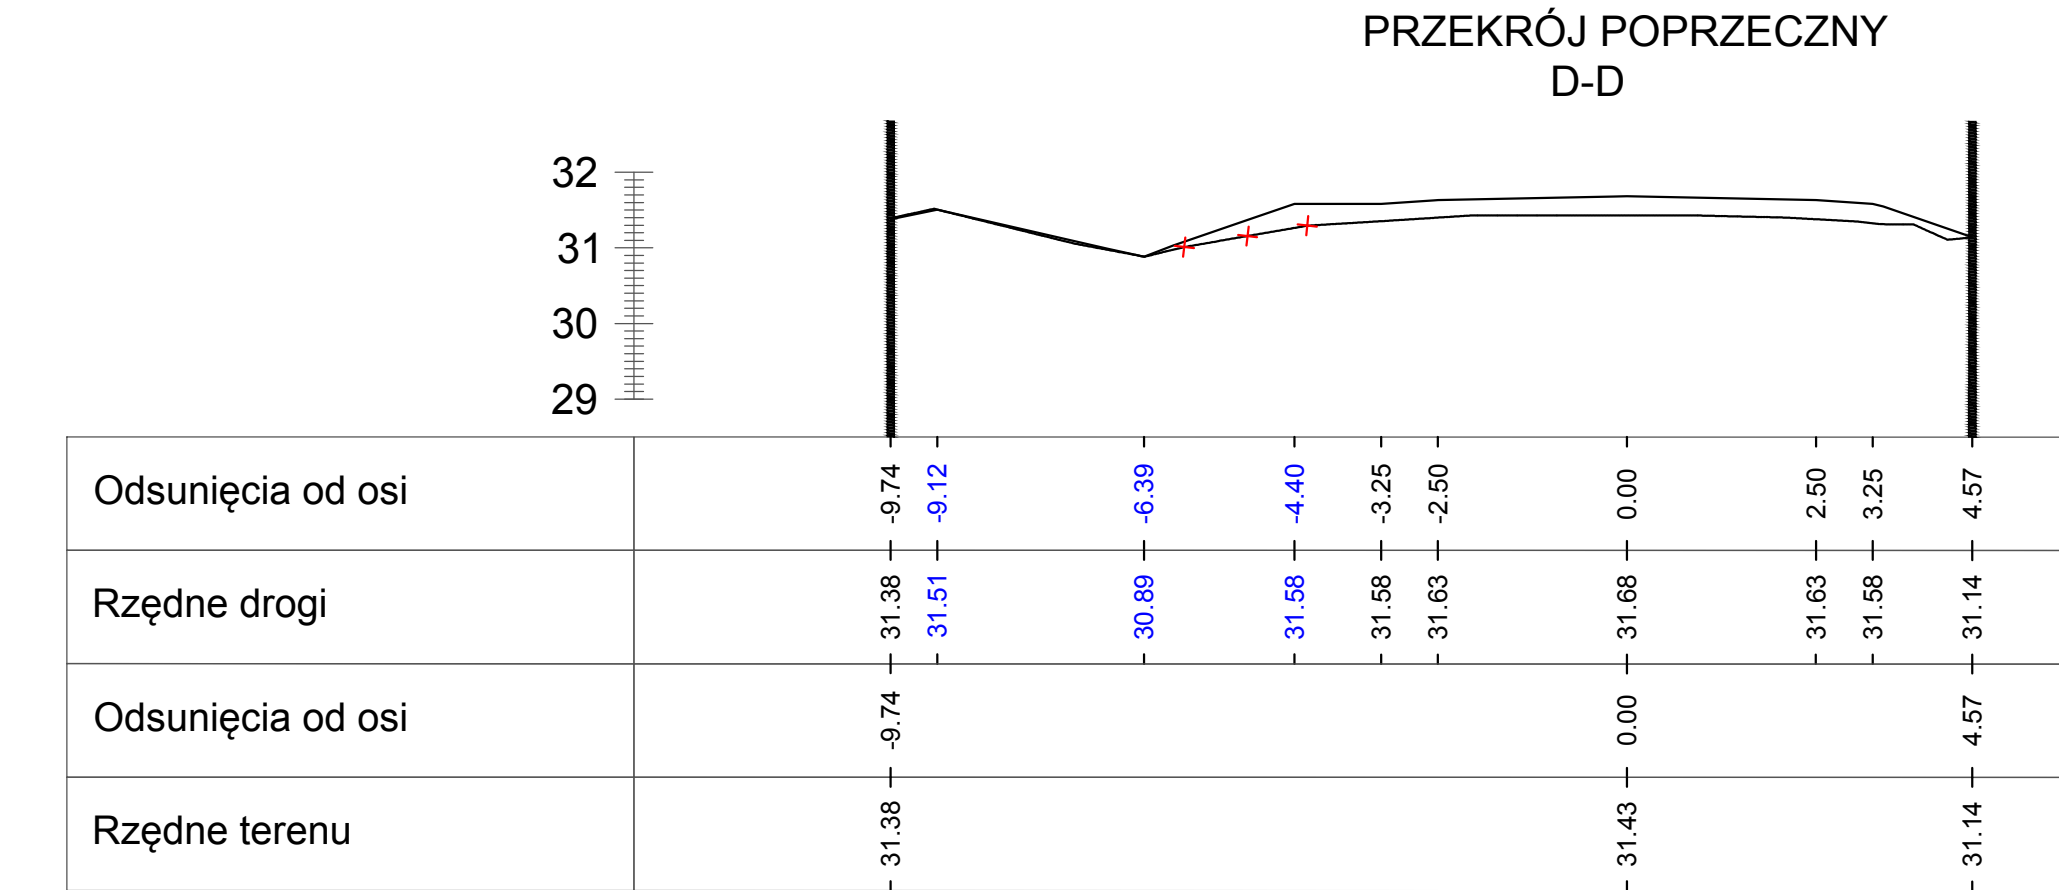 PRZEKRÓJ POPRZECZNY
D-D
32
31
30
29
Odsunięcia od osi -9.74 -9.12 -6.39 -4.40 -3.25 -2.50 0.00 2.50 3.25 4.57
Rzędne drogi 31.38 31.51 30.89 31.58 31.58 31.63 31.68 31.63 31.58 31.14
Odsunięcia od osi -9.74 0.00 4.57
Rzędne terenu 31.38 31.43 31.14